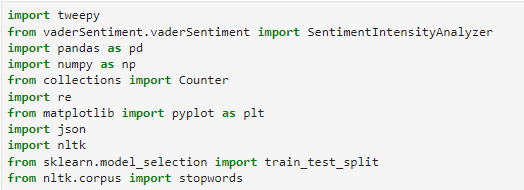 import tweepy
from vaderSentiment.vaderSentiment import SentimentIntensityAnalyzer
import pandas as pd
import numpy as np
from collections import Counter
import re
from matplotlib import pyplot as plt
import json
import nltk
from sklearn.model_selection import train_test_split
from nltk.corpus import stopwords